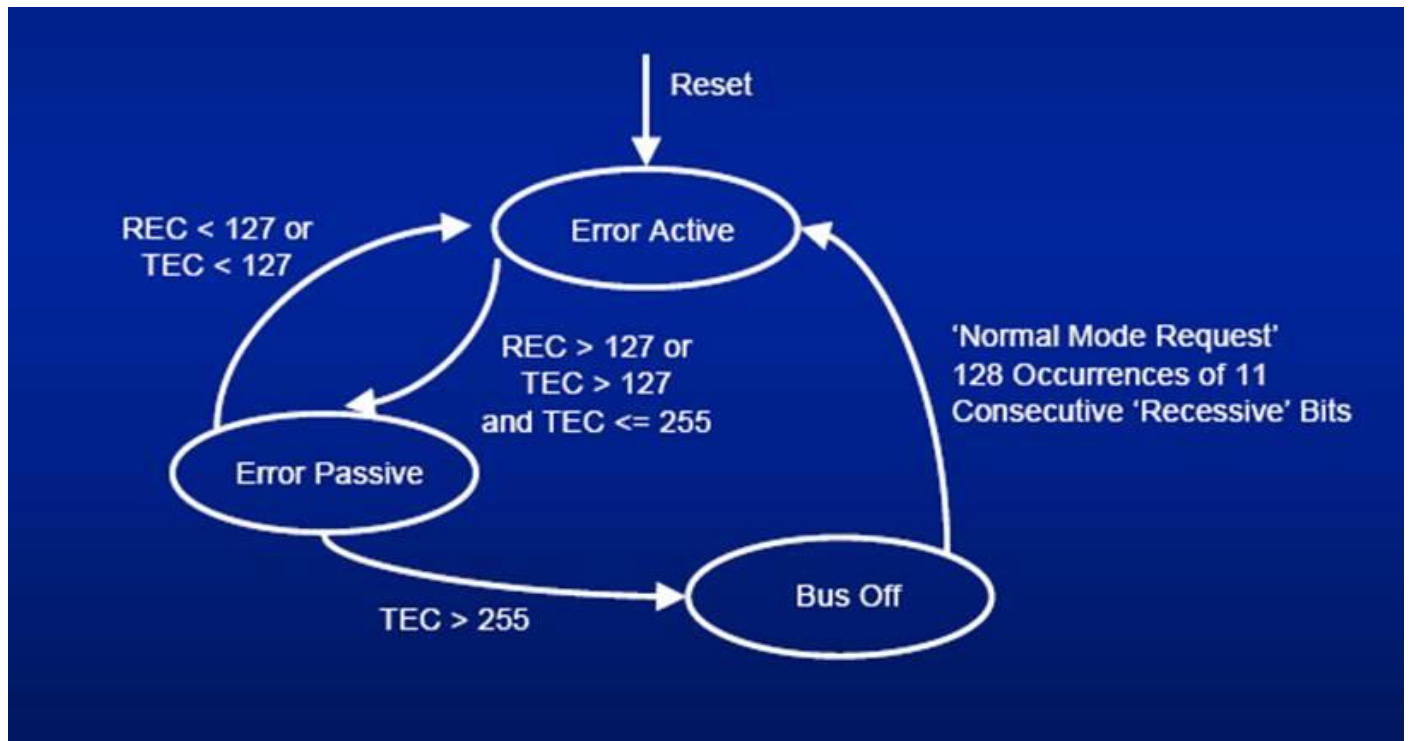 Reset
Error Active
REC < 127 or
TEC < 127
REC > 127 or
TEC > 127
and TEC <= 255
'Normal Mode Request'
128 Occurrences of 11
Consecutive 'Recessive' Bits
Error Passive
Bus Off
TEC > 255